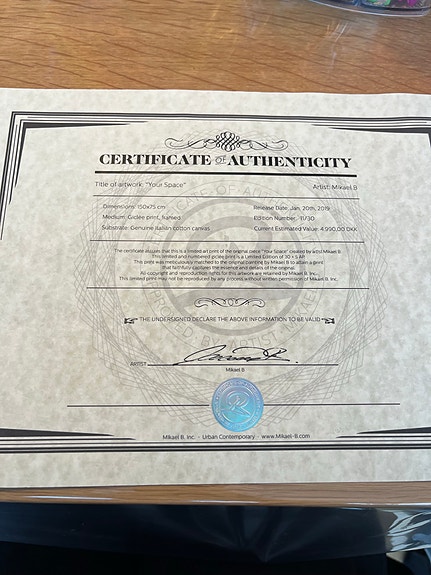 CERTIFICATE OF AUTHENTICITY
Title of artwork: "Your Space" Artist: Mikael B
Dimensions: 150x75 cm Release Date: Jan, 20th, 2019
Medium: Giclée print, framed Edition Number: 11/30
Substrate: Genuine Italian cotton canvas Current Estimated Value: 4.990,00 DKK
The certificate assures that this is a limited art print of the original piece "Your Space" created by artist Mikael B.
This limited and numbered giclée print is a Limited Edition of 30 + 5 AP.
This print was meticulously matched to the original painting by Mikael B to attain a print
that faithfully captures the essence and details of the original.
All copyright and reproduction rights for this artwork are retained by Mikael B. Inc.
This limited print may not be reproduced by any process without written permission of Mikael B. Inc.
THE UNDERSIGNED DECLARE THE ABOVE INFORMATION TO BE VALID
ARTIST
Mikael B
Mikael B, Inc. - Urban Contemporary - www.Mikael-B.com